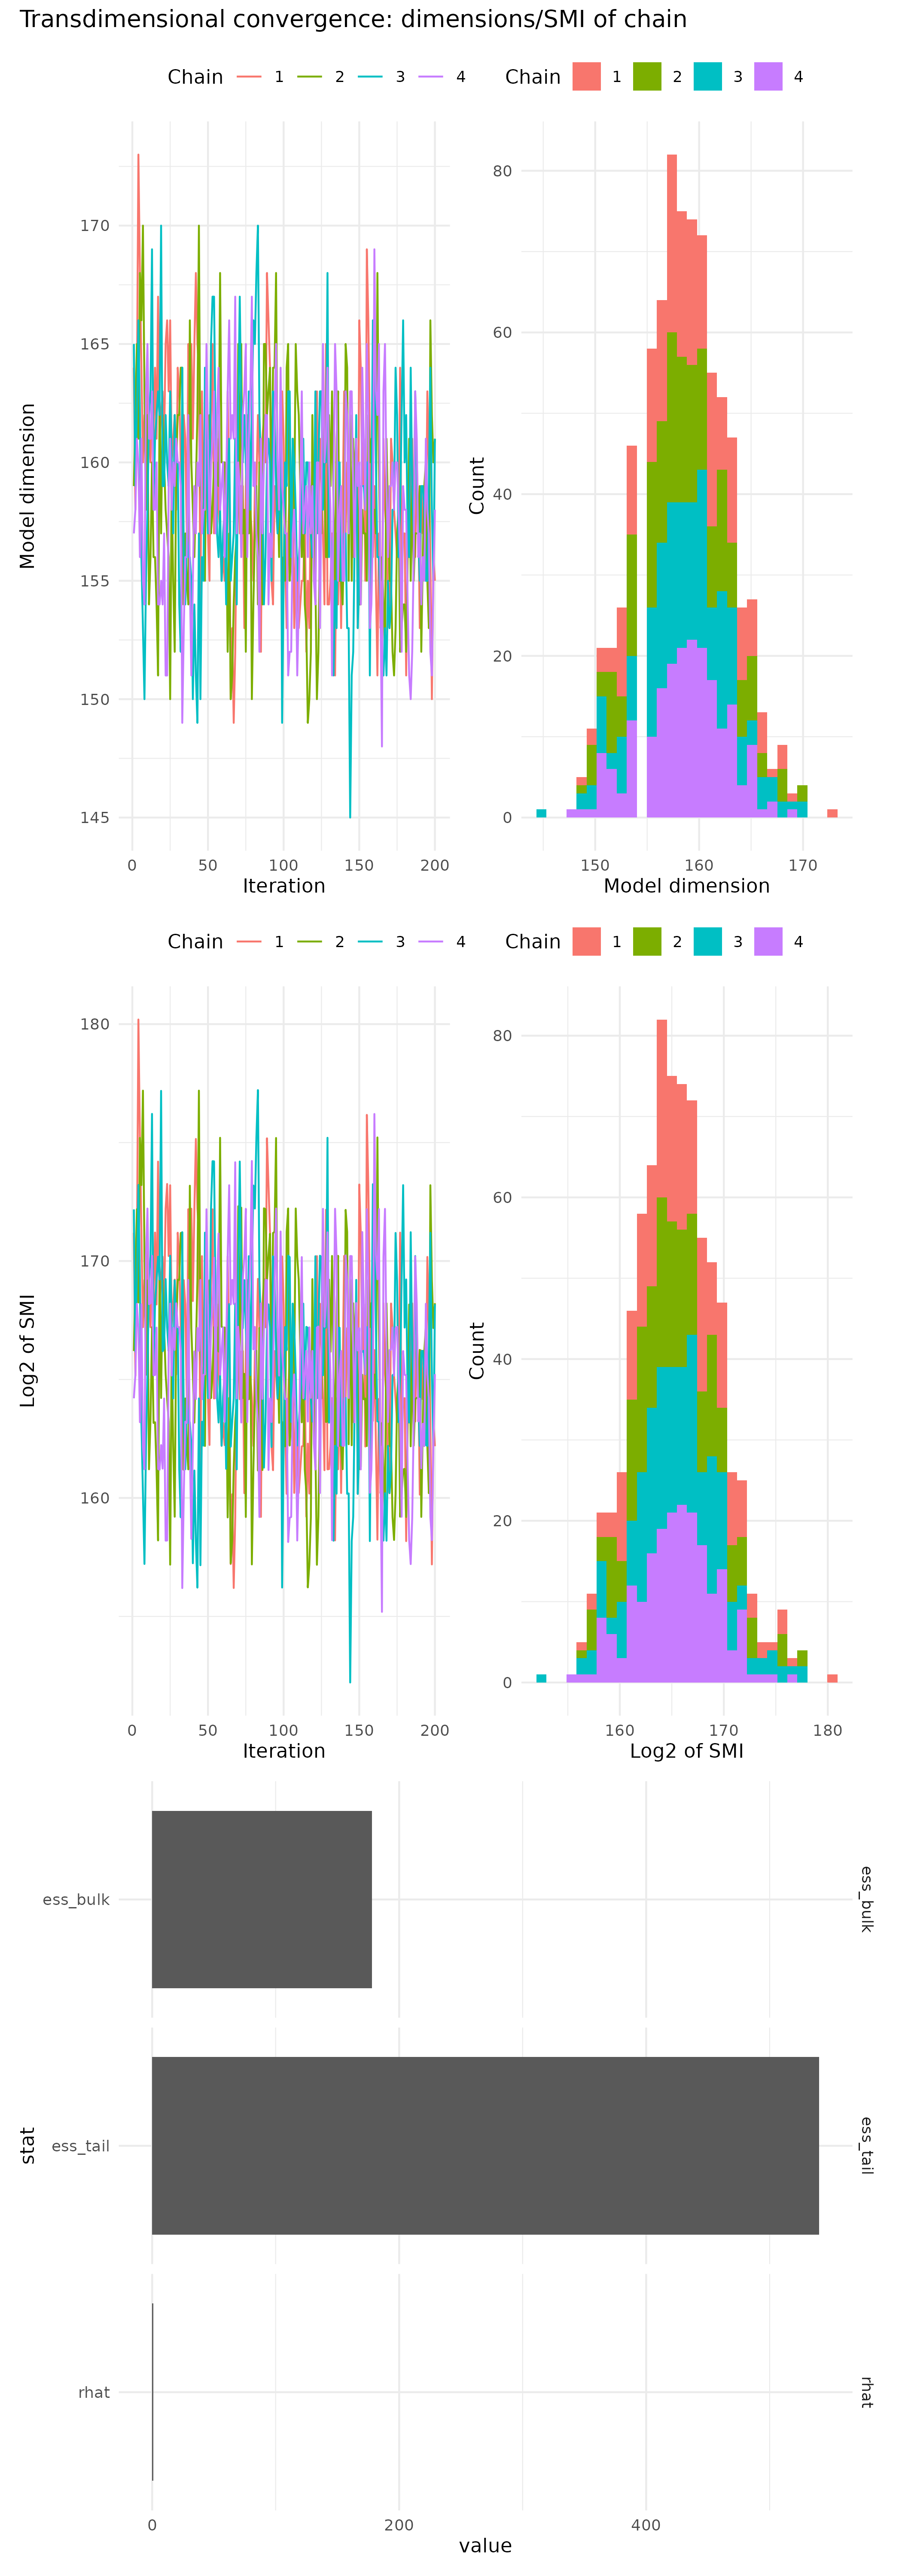 Transdimensional convergence: dimensions/SMI of chain
Chain 1 2 3 4
Chain 1 2 3 4
170
165
160
155
150
145
Model dimension
0 50 100 150 200
Iteration
80
60
40
20
0
Count
150 160 170
Model dimension
Chain 1 2 3 4
Chain 1 2 3 4
180
170
160
Log2 of SMI
0 50 100 150 200
Iteration
80
60
40
20
0
Count
160 170 180
Log2 of SMI
ess_bulk
ess_bulk
stat
ess_tail
ess_tail
rhat
rhat
0 200 400
value